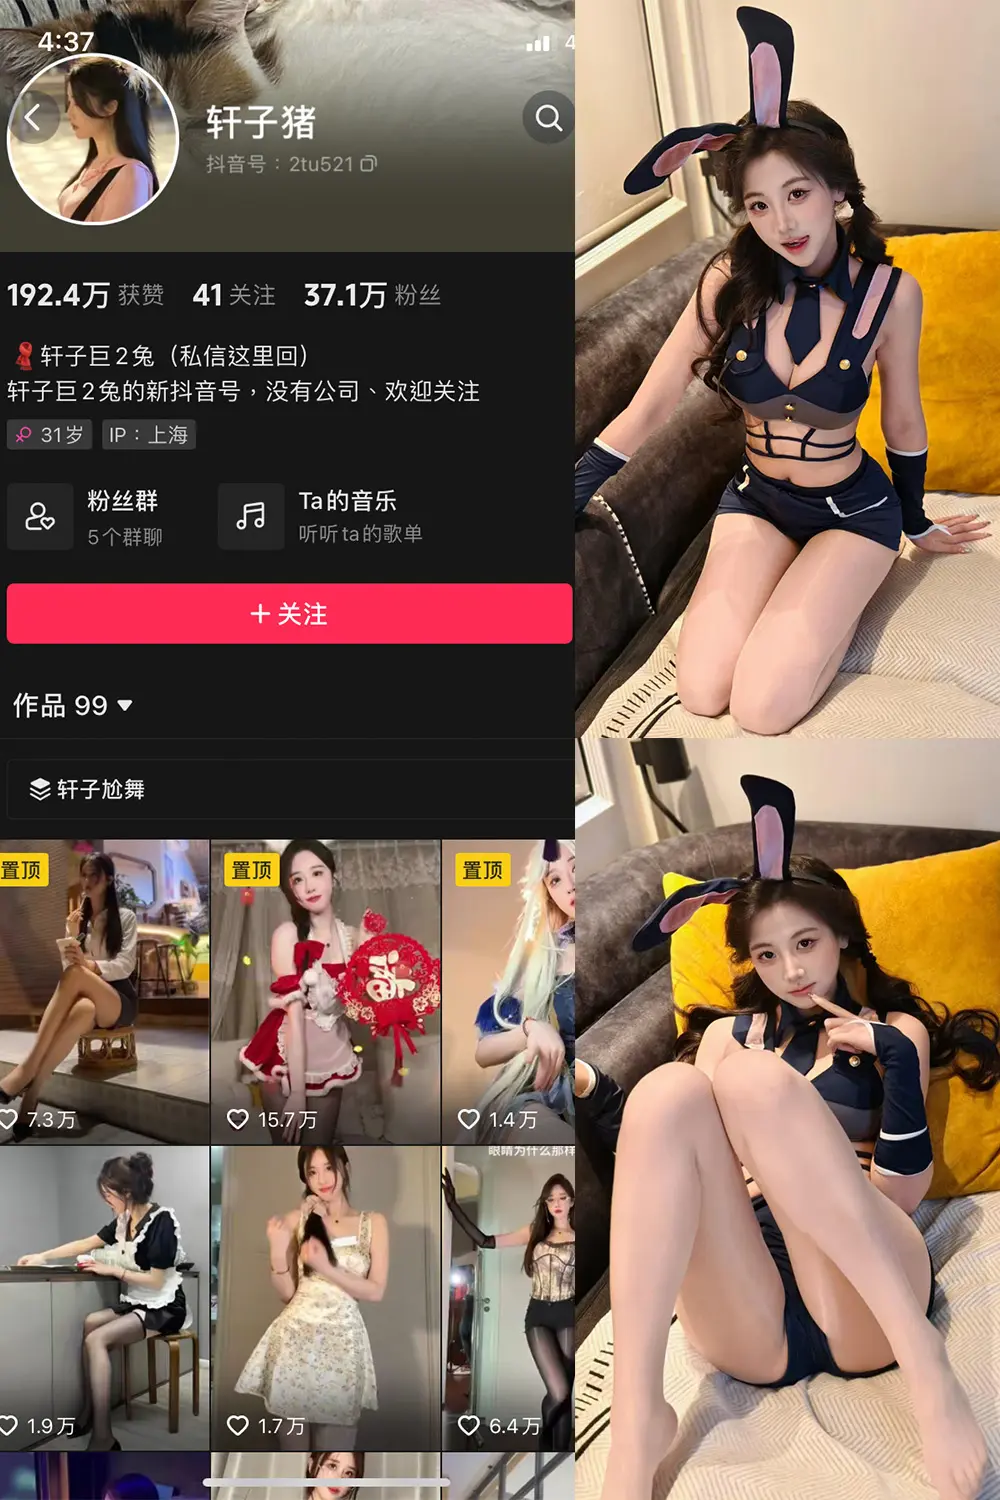 4:37
4
轩子猪
抖音号：2tu521
192.4万 获赞 41 关注 37.1万 粉丝
轩子巨2兔（私信这里回）
轩子巨2兔的新抖音号，没有公司、欢迎关注
31岁 IP：上海
粉丝群
5个群聊
Ta的音乐
听听ta的歌单
+ 关注
作品 99
轩子尬舞
置顶
置顶
置顶
7.3万
15.7万
1.4万
眼睛为什么那样
1.9万
1.7万
6.4万